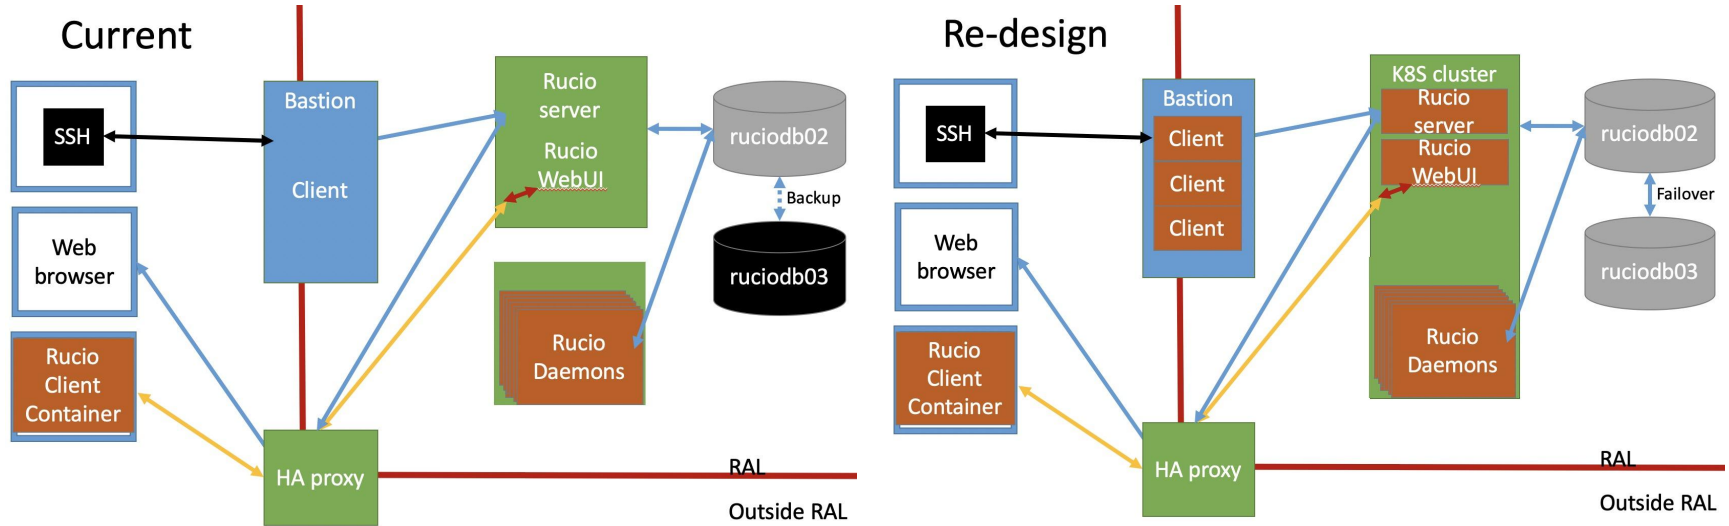 Current
SSH
Web
browser
Rucio
Client
Container
Bastion
Client
HA proxy
Rucio
server
Rucio
WebUI
Rucio
Daemons
ruciodb02
Backup
ruciodb03
RAL
Outside RAL
Re-design
SSH
Web
browser
Rucio
Client
Container
Bastion
Client
Client
Client
HA proxy
K8S cluster
Rucio
server
Rucio
WebUI
Rucio
Daemons
ruciodb02
Failover
ruciodb03
RAL
Outside RAL